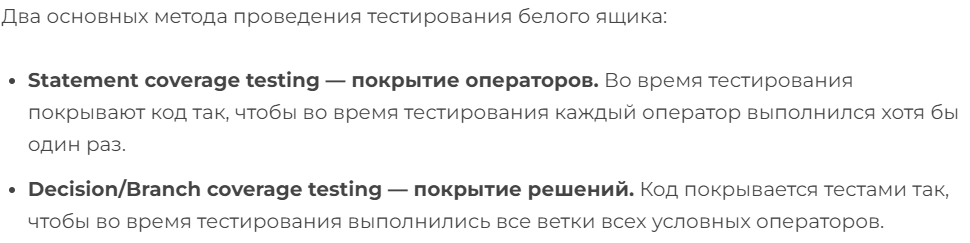 Два основных метода проведения тестирования белого ящика:
• Statement coverage testing — покрытие операторов. Во время тестирования
покрывают код так, чтобы во время тестирования каждый оператор выполнился хотя бы
один раз.
• Decision/Branch coverage testing — покрытие решений. Код покрывается тестами так,
чтобы во время тестирования выполнились все ветки всех условных операторов.